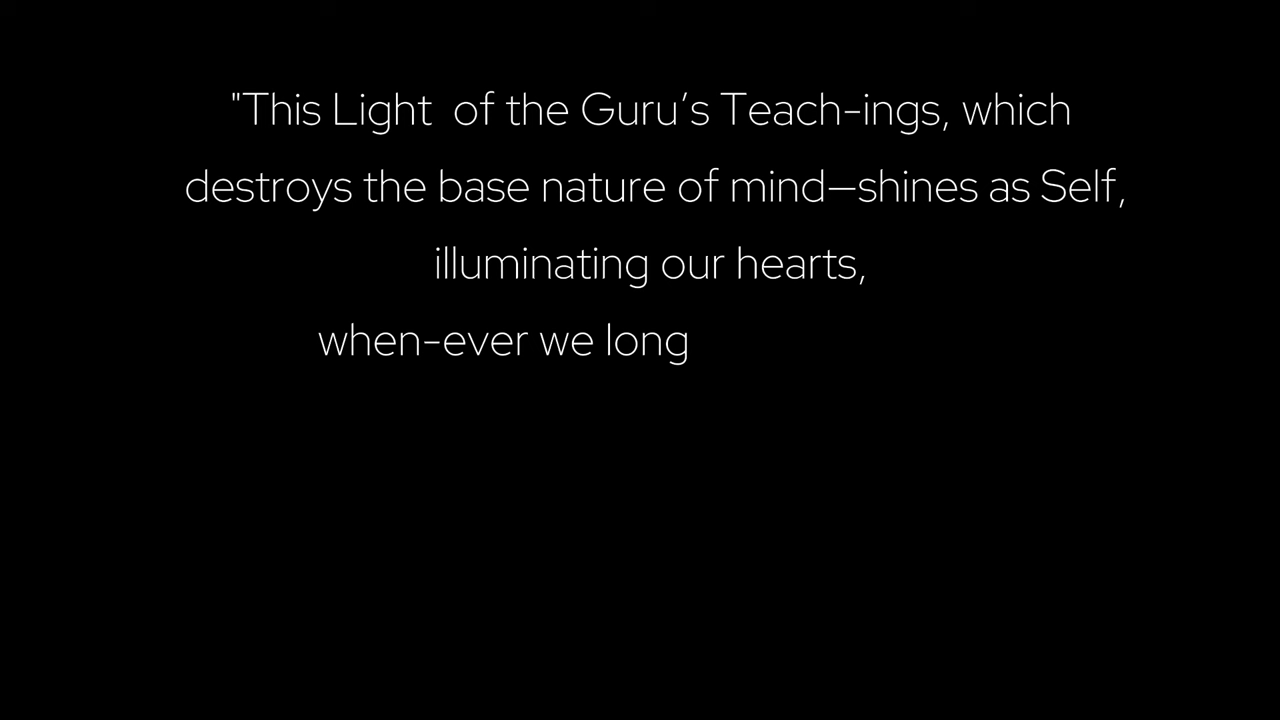 "This Light  of the Guru’s Teach-ings, which
destroys the base nature of mind—shines as Self,
illuminating our hearts,
when-ever we long